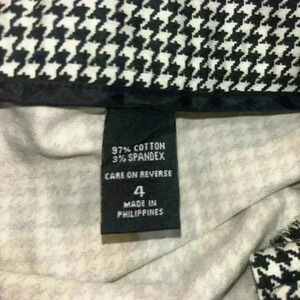 97% COTTON
3% SPANDEX
CARE ON REVERSE
4
MADE IN
PHILIPPINES